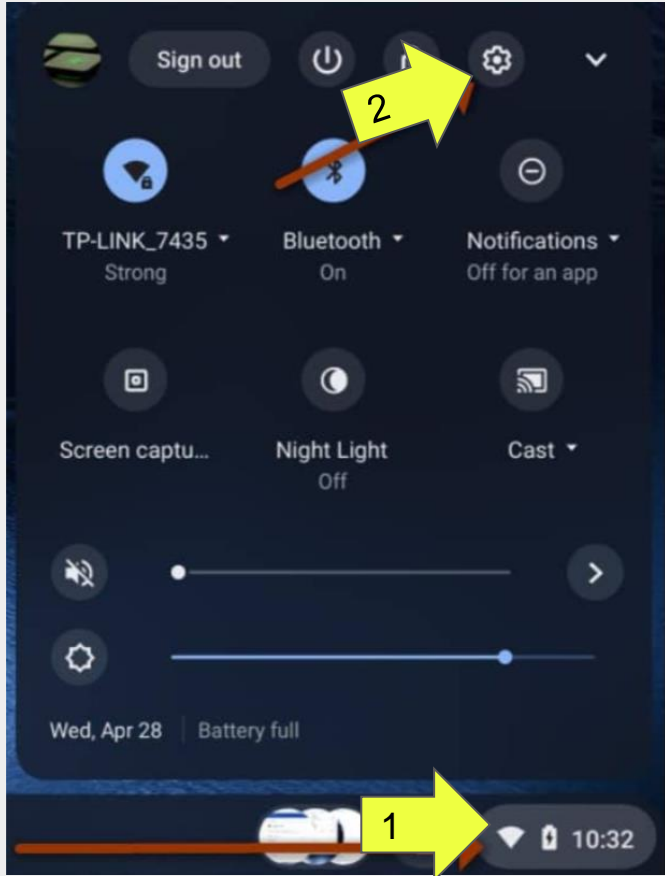 Sign out
2
TP-LINK_7435 Bluetooth Notifications
Strong On Off for an app
Screen captu... Night Light Cast
Off
Wed, Apr 28 Battery full
1 10:32